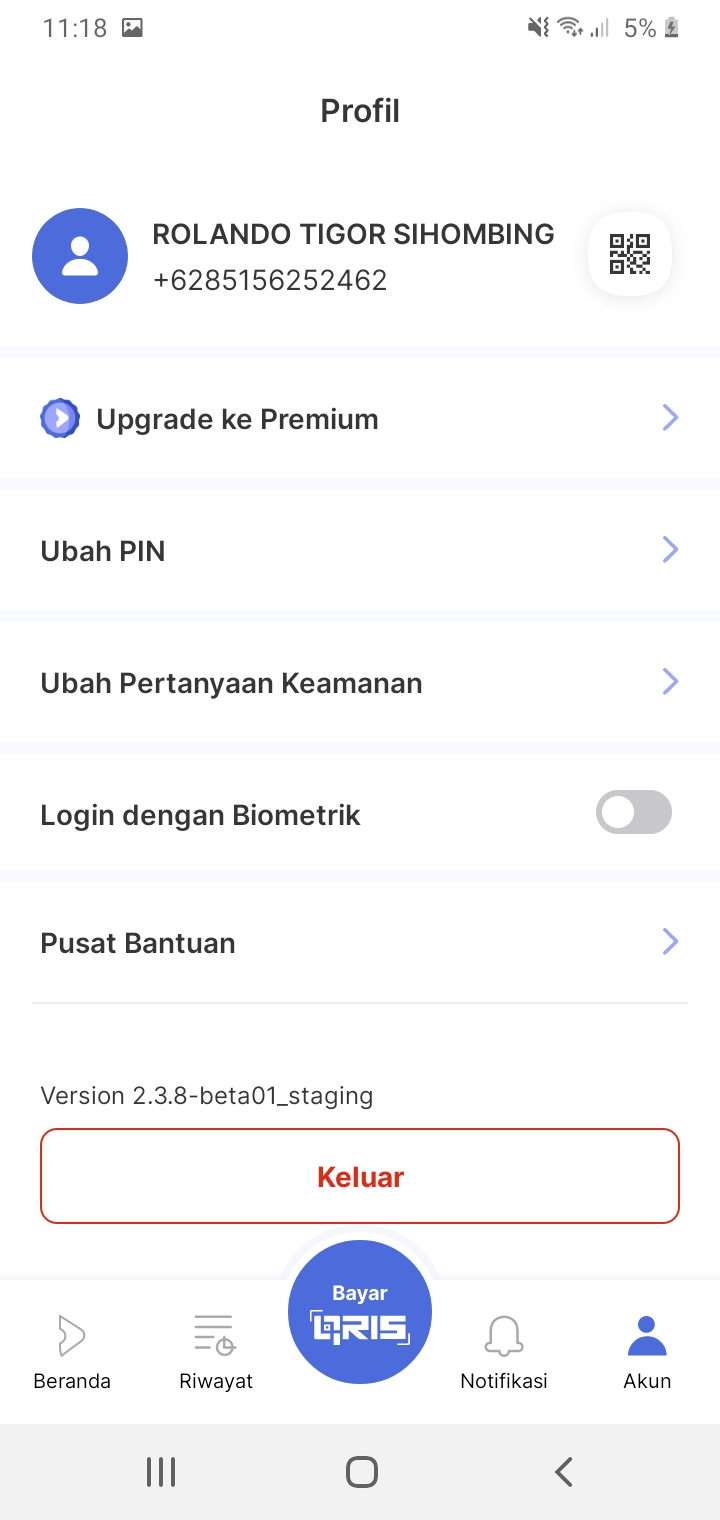 11:18
5%
Profil
ROLANDO TIGOR SIHOMBING
+6285156252462
Upgrade ke Premium
Ubah PIN
Ubah Pertanyaan Keamanan
Login dengan Biometrik
Pusat Bantuan
Version 2.3.8-beta01_staging
Keluar
Bayar
QRIS
Beranda
Riwayat
Notifikasi
Akun